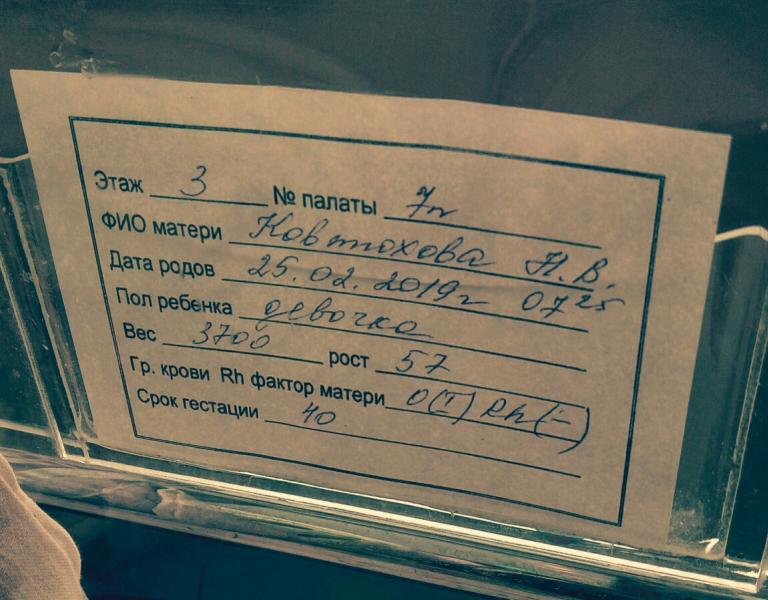 Этаж 3 № палаты 7п
ФИО матери Ковтюхова Н.В.
Дата родов 25.02.2019г 07 25
Пол ребенка девочка
Вес 3700 рост 57
Гр. крови Rh фактор матери O(I) Rh(-)
Срок гестации 40